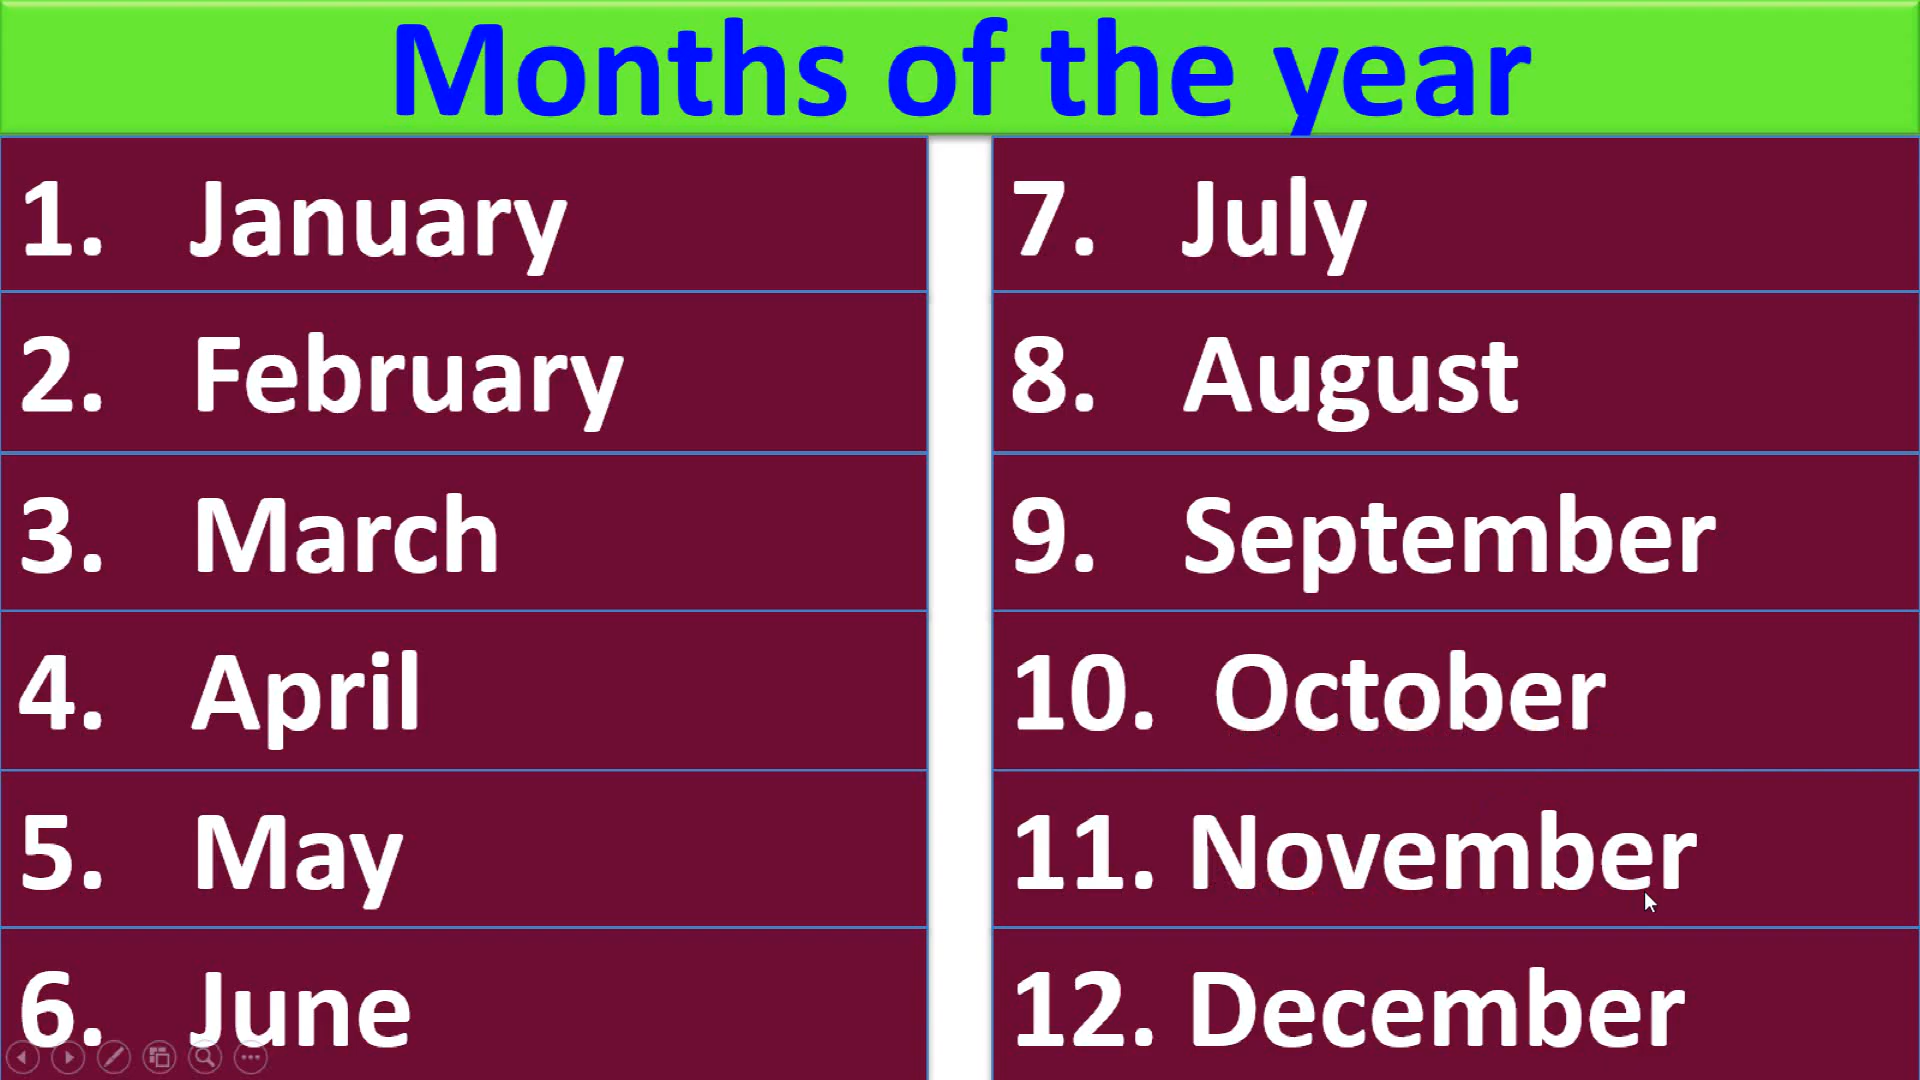 Months of the year
1. January
2. February
3. March
4. April
5. May
6. June
7. July
8. August
9. September
10. October
11. November
12. December